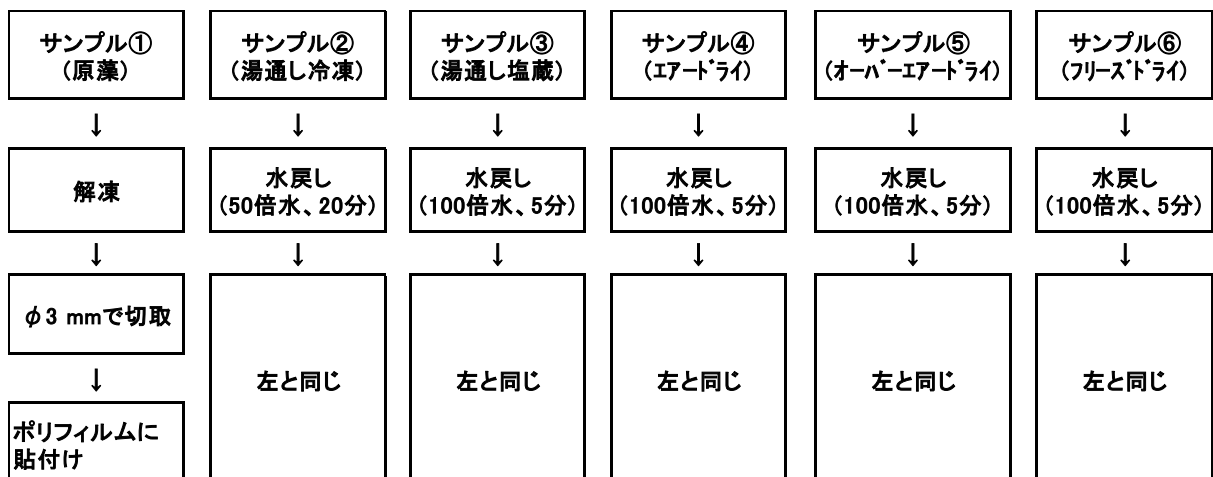 サンプル①
(原藻)
サンプル②
(湯通し冷凍)
サンプル③
(湯通し塩蔵)
サンプル④
(ｴｱｰﾄﾞﾗｲ)
サンプル⑤
(ｵｰﾊﾞｰｴｱｰﾄﾞﾗｲ)
サンプル⑥
(ﾌﾘｰｽﾞﾄﾞﾗｲ)
↓ ↓ ↓ ↓ ↓ ↓
解凍
水戻し
(50倍水、20分)
水戻し
(100倍水、5分)
水戻し
(100倍水、5分)
水戻し
(100倍水、5分)
水戻し
(100倍水、5分)
↓ ↓ ↓ ↓ ↓ ↓
φ3 mmで切取
↓
ポリフィルムに
貼付け
左と同じ
左と同じ
左と同じ
左と同じ
左と同じ